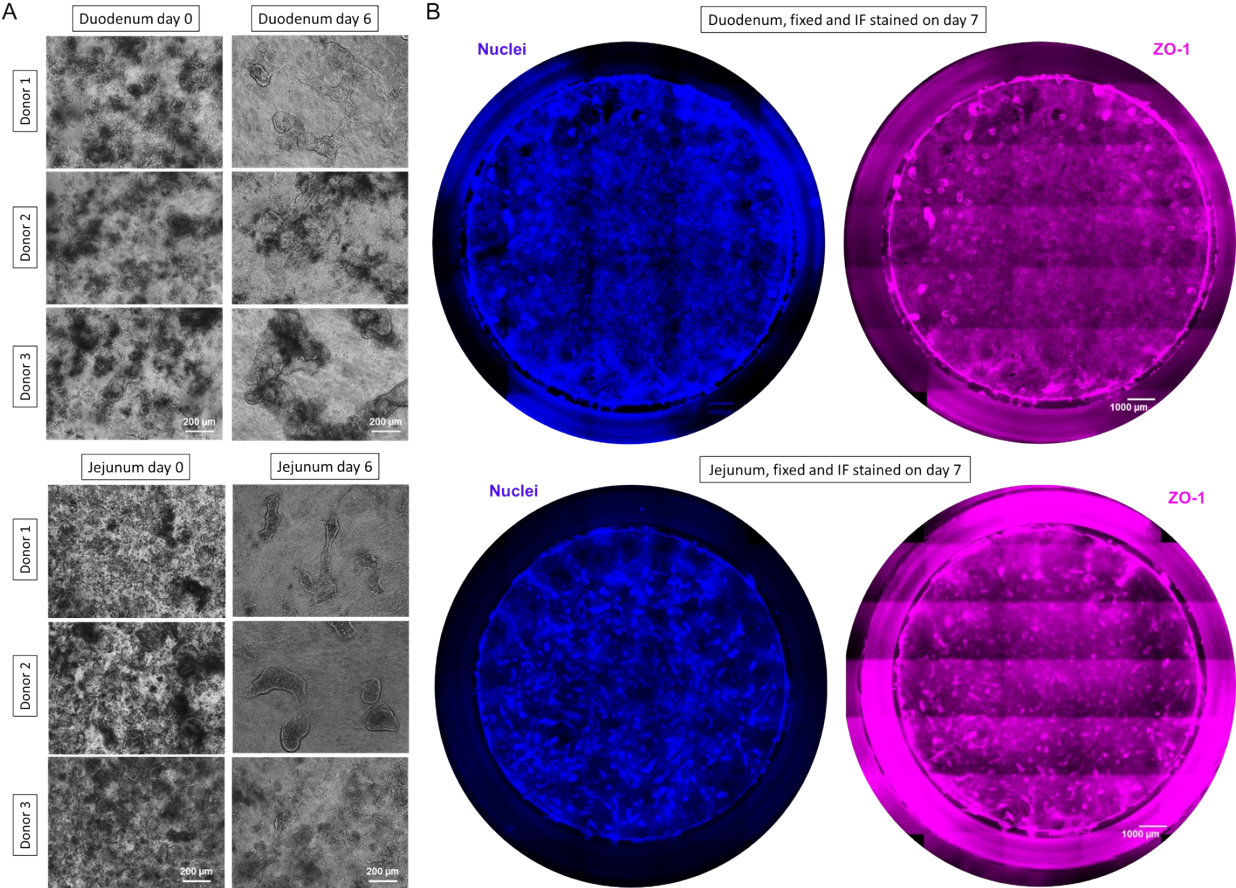 A
Duodenum day 0
Duodenum day 6
Donor 1
Donor 2
Donor 3
200 µm
200 µm
Jejunum day 0
Jejunum day 6
Donor 1
Donor 2
Donor 3
200 µm
200 µm
B
Duodenum, fixed and IF stained on day 7
Nuclei
ZO-1
1000 µm
Jejunum, fixed and IF stained on day 7
Nuclei
ZO-1
1000 µm